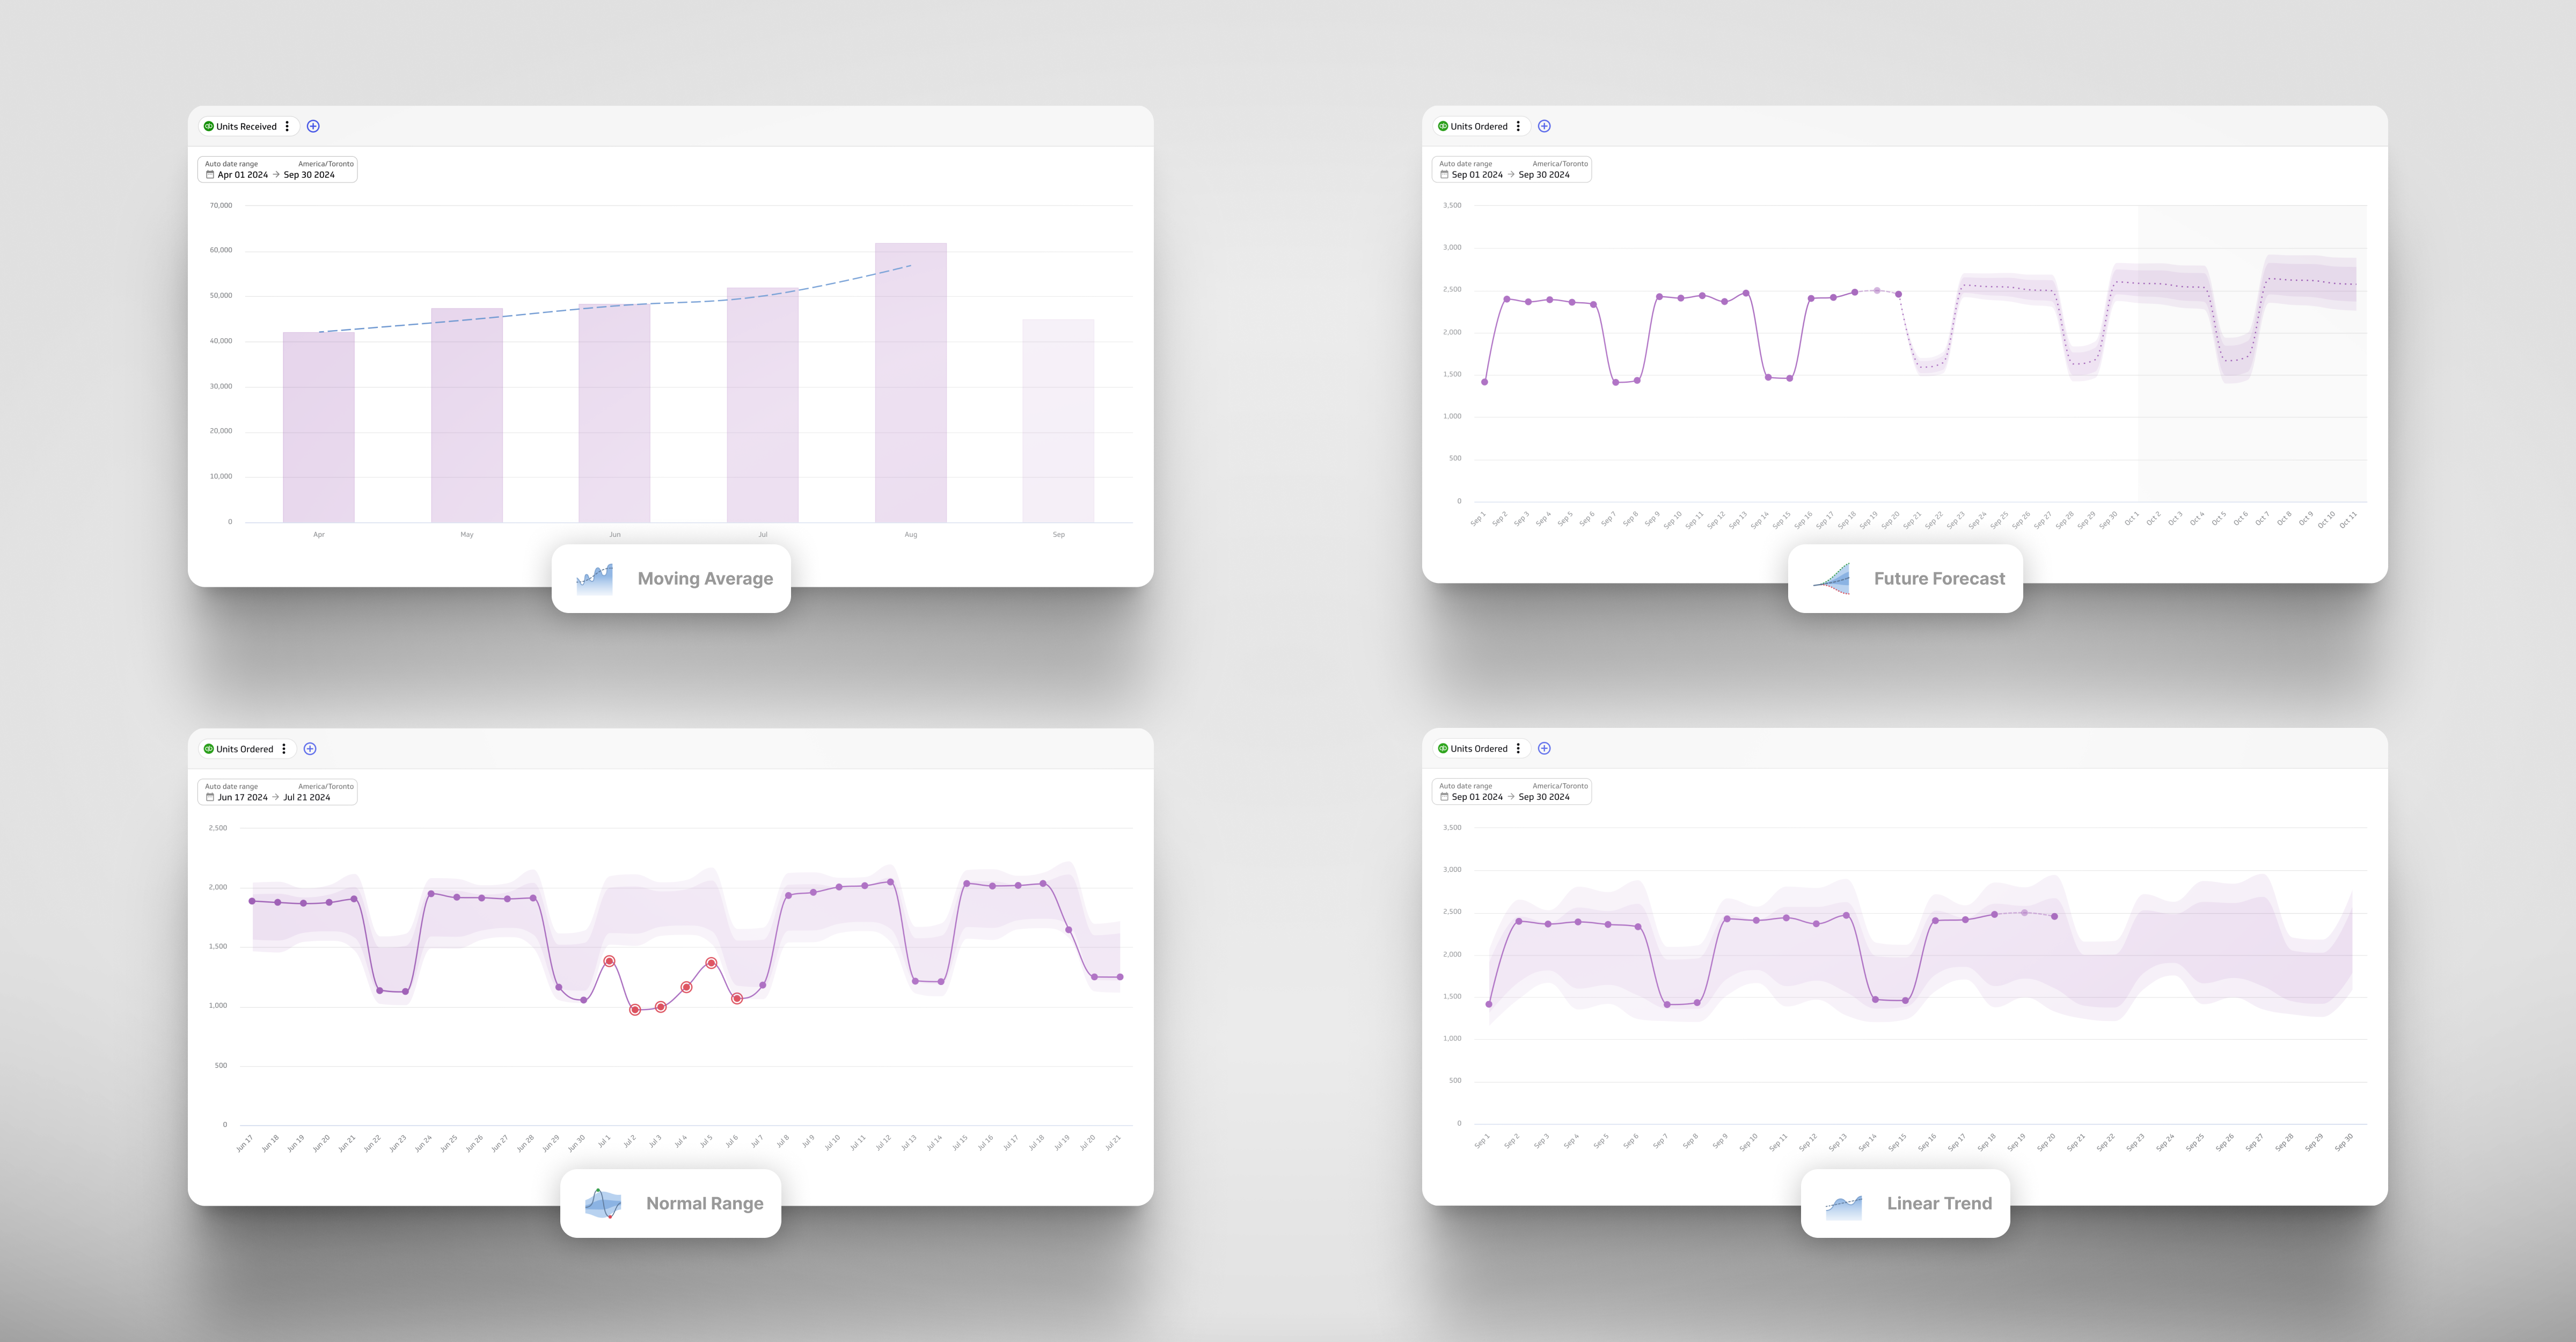 Units Received
Auto date range America/Toronto
Apr 01 2024 → Sep 30 2024
70,000
60,000
50,000
40,000
30,000
20,000
10,000
0
Apr May Jun Jul Aug Sep
Moving Average
Units Ordered
Auto date range America/Toronto
Sep 01 2024 → Sep 30 2024
3,500
3,000
2,500
2,000
1,500
1,000
500
0
Sep 1 Sep 2 Sep 3 Sep 4 Sep 5 Sep 6 Sep 7 Sep 8 Sep 9 Sep 10 Sep 11 Sep 12 Sep 13 Sep 14 Sep 15 Sep 16 Sep 17 Sep 18 Sep 19 Sep 20 Sep 21 Sep 22 Sep 23 Sep 24 Sep 25 Sep 26 Sep 27 Sep 28 Sep 29 Sep 30 Oct 1 Oct 2 Oct 3 Oct 4 Oct 5 Oct 6 Oct 7 Oct 8 Oct 9 Oct 10 Oct 11
Future Forecast
Units Ordered
Auto date range America/Toronto
Jun 17 2024 → Jul 21 2024
2,500
2,000
1,500
1,000
500
0
Jun 17 Jun 18 Jun 19 Jun 20 Jun 21 Jun 22 Jun 23 Jun 24 Jun 25 Jun 26 Jun 27 Jun 28 Jun 29 Jun 30 Jul 1 Jul 2 Jul 3 Jul 4 Jul 5 Jul 6 Jul 7 Jul 8 Jul 9 Jul 10 Jul 11 Jul 12 Jul 13 Jul 14 Jul 15 Jul 16 Jul 17 Jul 18 Jul 19 Jul 20 Jul 21
Normal Range
Units Ordered
Auto date range America/Toronto
Sep 01 2024 → Sep 30 2024
3,500
3,000
2,500
2,000
1,500
1,000
500
0
Sep 1 Sep 2 Sep 3 Sep 4 Sep 5 Sep 6 Sep 7 Sep 8 Sep 9 Sep 10 Sep 11 Sep 12 Sep 13 Sep 14 Sep 15 Sep 16 Sep 17 Sep 18 Sep 19 Sep 20 Sep 21 Sep 22 Sep 23 Sep 24 Sep 25 Sep 26 Sep 27 Sep 28 Sep 29 Sep 30
Linear Trend